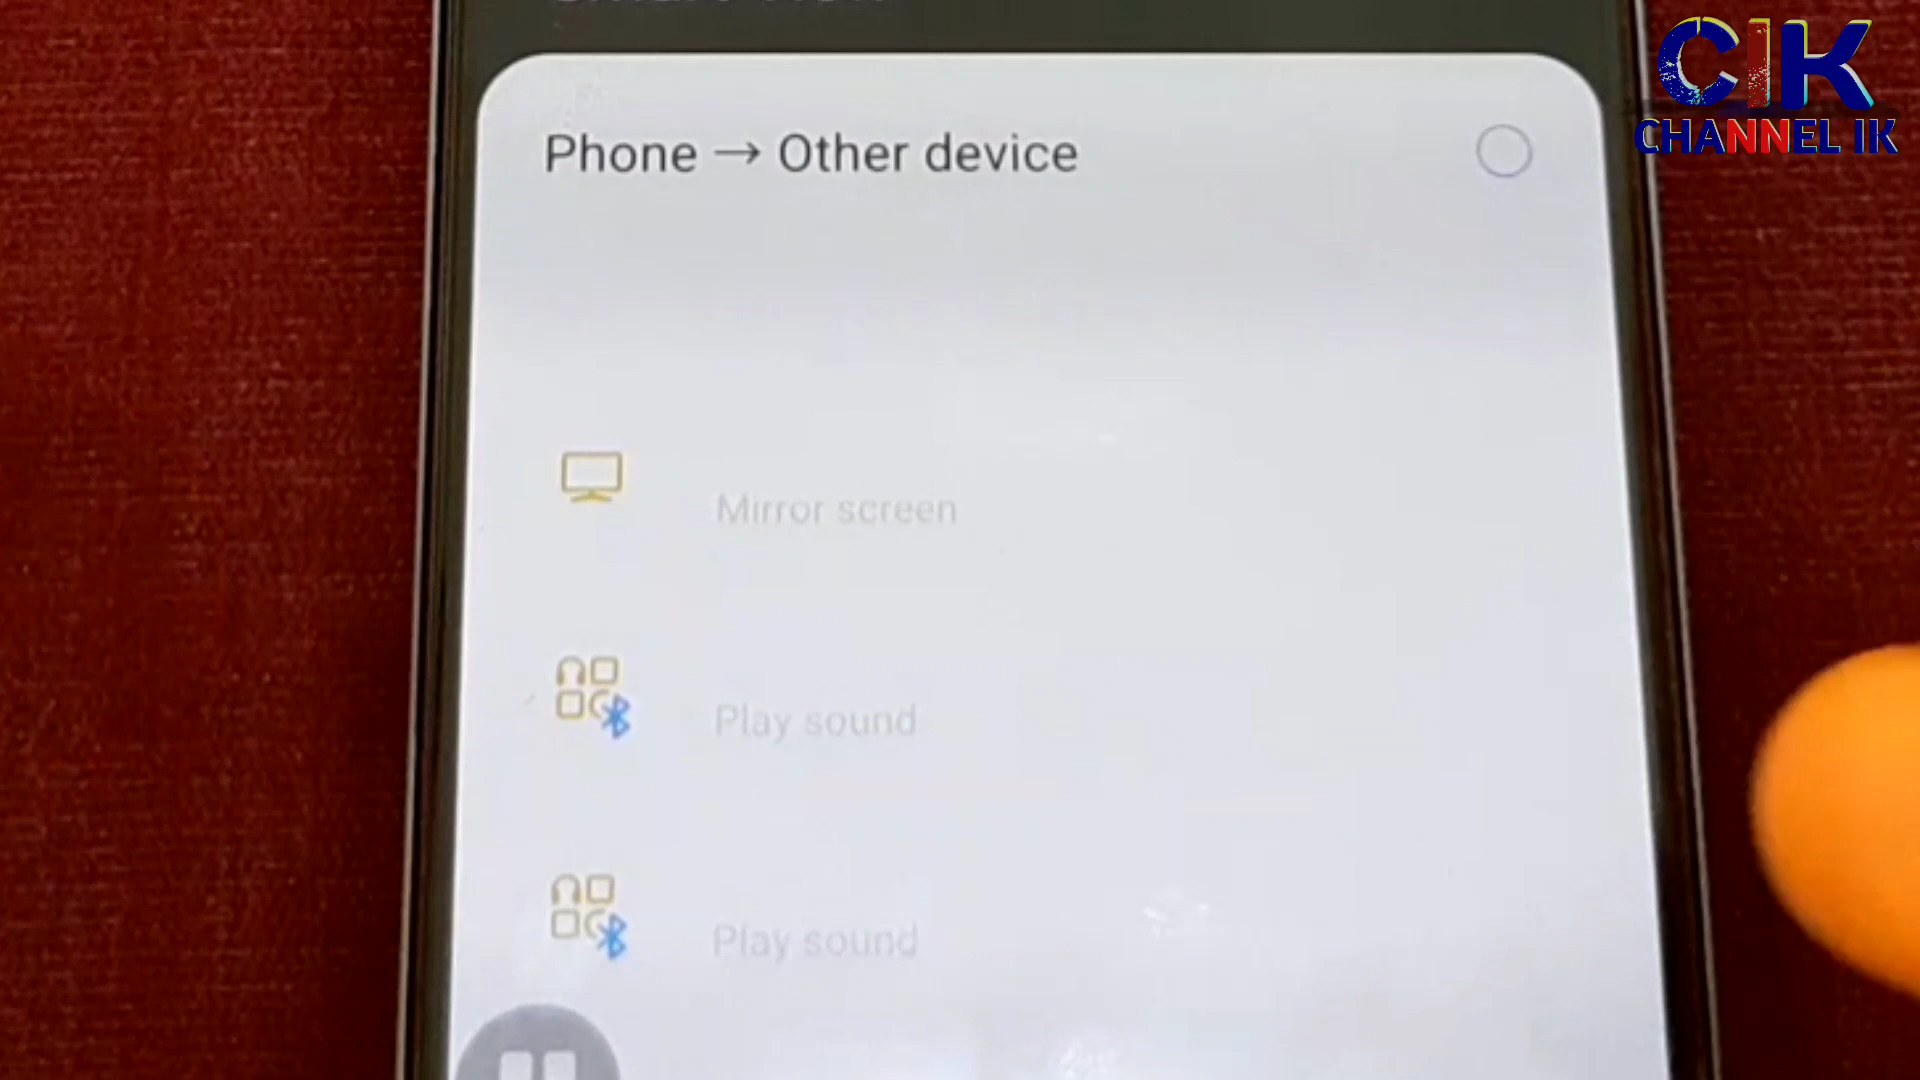 CIK
CHANNEL IK
Phone → Other device
Mirror screen
Play sound
Play sound